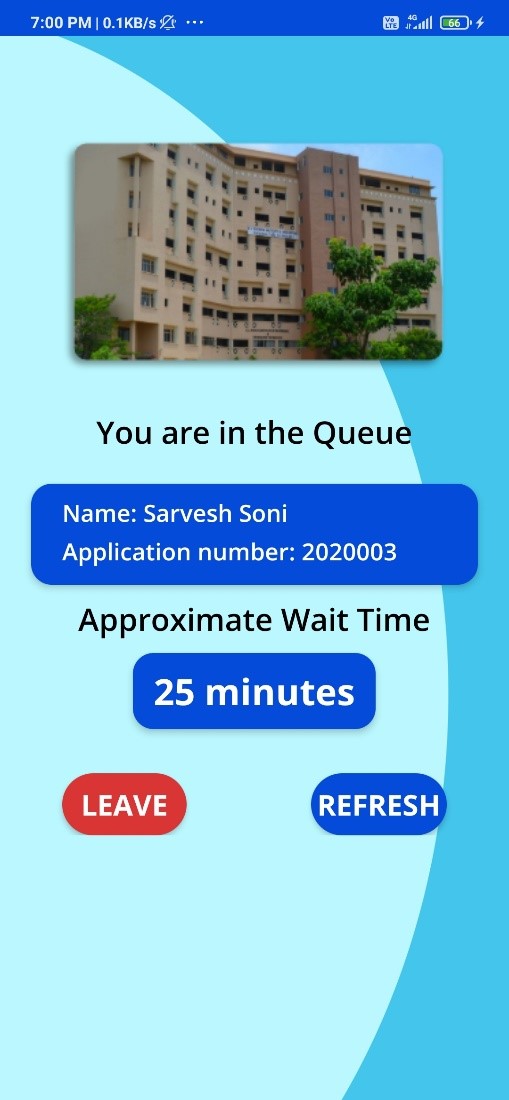 7:00 PM | 0.1KB/s ...
Vo LTE 4G 66
You are in the Queue
Name: Sarvesh Soni
Application number: 2020003
Approximate Wait Time
25 minutes
LEAVE
REFRESH